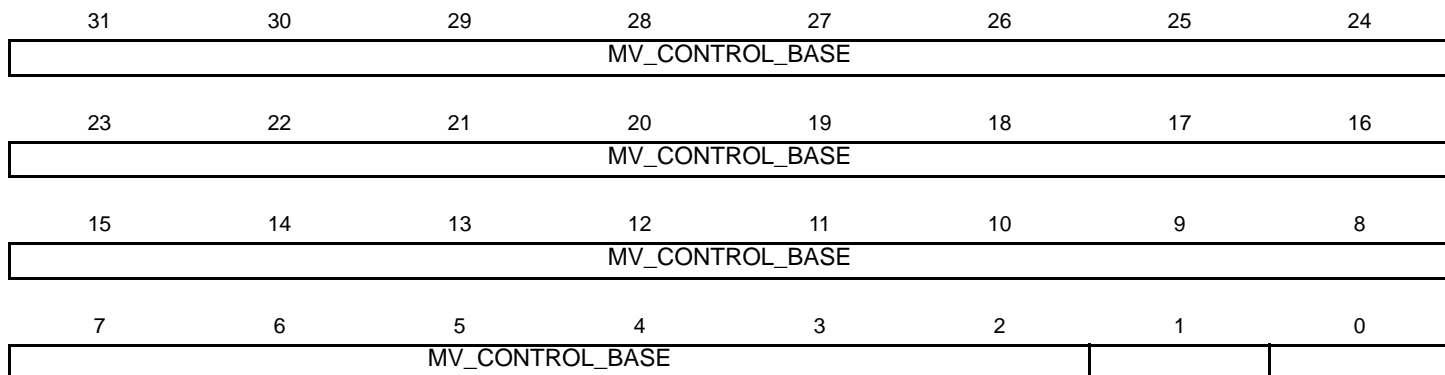 31 30 29 28 27 26 25 24
MV_CONTROL_BASE
23 22 21 20 19 18 17 16
MV_CONTROL_BASE
15 14 13 12 11 10 9 8
MV_CONTROL_BASE
7 6 5 4 3 2 1 0
MV_CONTROL_BASE